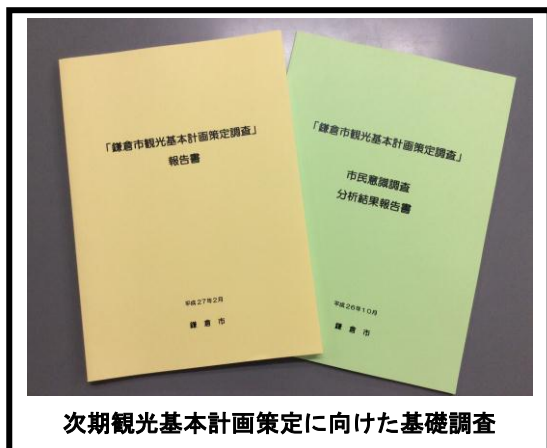 「鎌倉市観光基本計画策定調査」
報告書
平成27年2月
鎌倉市
「鎌倉市観光基本計画策定調査」
市民意識調査
分析結果報告書
平成26年10月
鎌倉市
次期観光基本計画策定に向けた基礎調査